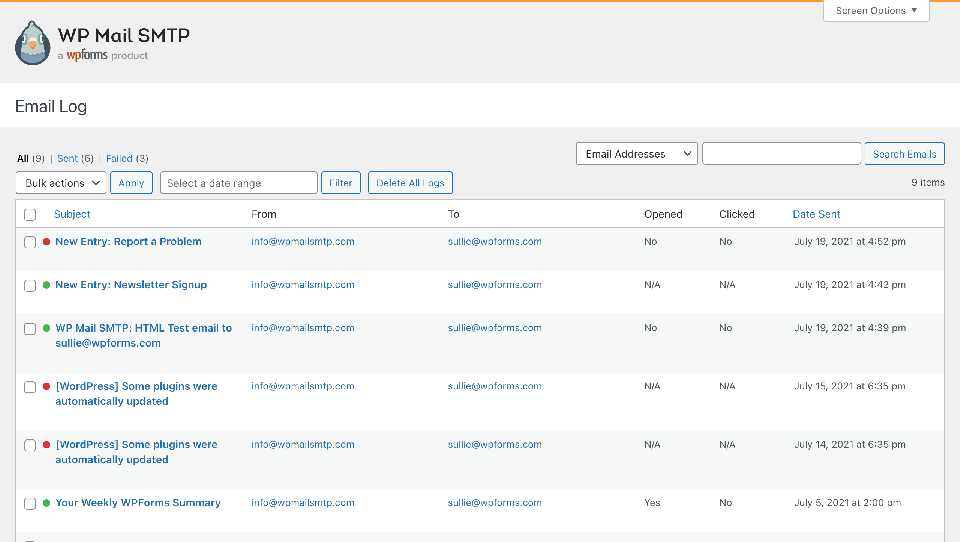 Screen Options ▼
WP Mail SMTP
a wpforms product
Email Log
All (9) | Sent (6) | Failed (3)
Email Addresses Search Emails
Bulk actions Apply Select a date range Filter Delete All Logs 9 items
Subject From To Opened Clicked Date Sent
New Entry: Report a Problem info@wpmailsmtp.com sullie@wpforms.com No No July 19, 2021 at 4:52 pm
New Entry: Newsletter Signup info@wpmailsmtp.com sullie@wpforms.com N/A N/A July 19, 2021 at 4:42 pm
WP Mail SMTP: HTML Test email to info@wpmailsmtp.com sullie@wpforms.com No No July 19, 2021 at 4:39 pm
sullie@wpforms.com
[WordPress] Some plugins were info@wpmailsmtp.com sullie@wpforms.com N/A N/A July 15, 2021 at 6:35 pm
automatically updated
[WordPress] Some plugins were info@wpmailsmtp.com sullie@wpforms.com N/A N/A July 14, 2021 at 6:35 pm
automatically updated
Your Weekly WPForms Summary info@wpmailsmtp.com sullie@wpforms.com Yes No July 5, 2021 at 2:00 pm